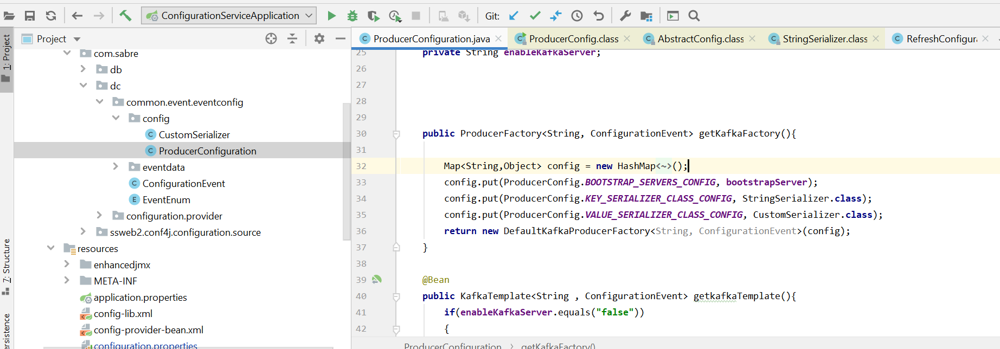 ConfigurationServiceApplication Git:
1: Project
7: Structure
ersistence
Project
com.sabre
db
dc
common.event.eventconfig
config
CustomSerializer
ProducerConfiguration
eventdata
ConfigurationEvent
EventEnum
configuration.provider
ssweb2.conf4j.configuration.source
resources
enhancedjmx
META-INF
application.properties
config-lib.xml
config-provider-bean.xml
configuration.properties
ProducerConfiguration.java ProducerConfig.class AbstractConfig.class StringSerializer.class RefreshConfigur
25 private String enableKafkaServer;
26
27
28
29
30 public ProducerFactory<String, ConfigurationEvent> getKafkaFactory(){
31
32 Map<String,Object> config = new HashMap<~>();
33 config.put(ProducerConfig.BOOTSTRAP_SERVERS_CONFIG, bootstrapServer);
34 config.put(ProducerConfig.KEY_SERIALIZER_CLASS_CONFIG, StringSerializer.class);
35 config.put(ProducerConfig.VALUE_SERIALIZER_CLASS_CONFIG, CustomSerializer.class);
36 return new DefaultKafkaProducerFactory<String, ConfigurationEvent>(config);
37 }
38
39 @Bean
40 public KafkaTemplate<String , ConfigurationEvent> getkafkaTemplate(){
41 if(enableKafkaServer.equals("false"))
42 {
ProducerConfiguration > getKafkaFactory()